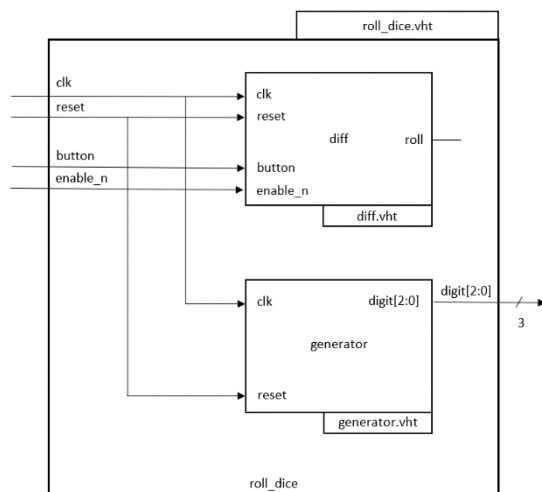 roll_dice.vht
clk
reset
clk
reset
diff
roll
button
enable_n
button
enable_n
diff.vht
clk
digit[2:0]
digit[2:0]
3
generator
reset
generator.vht
roll_dice